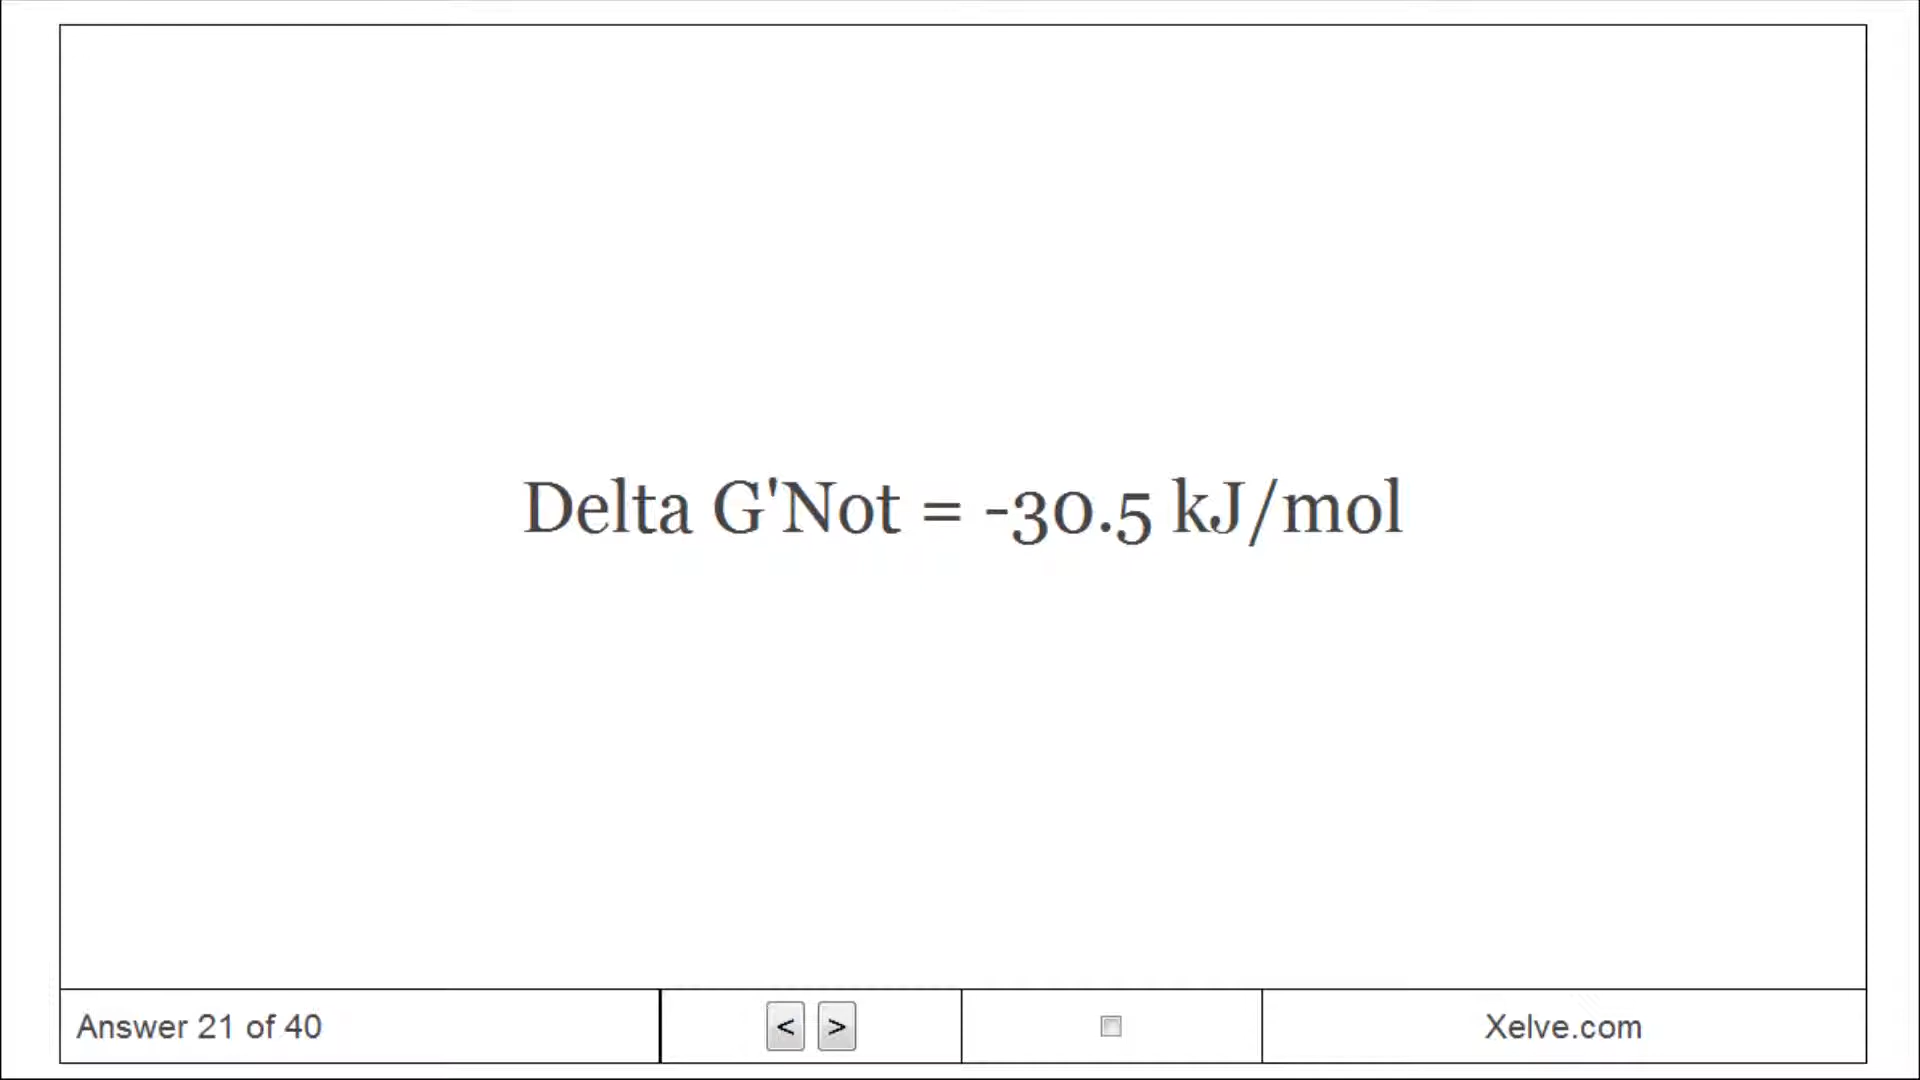 Delta G'Not = -30.5 kJ/mol
Answer 21 of 40
< >
Xelve.com